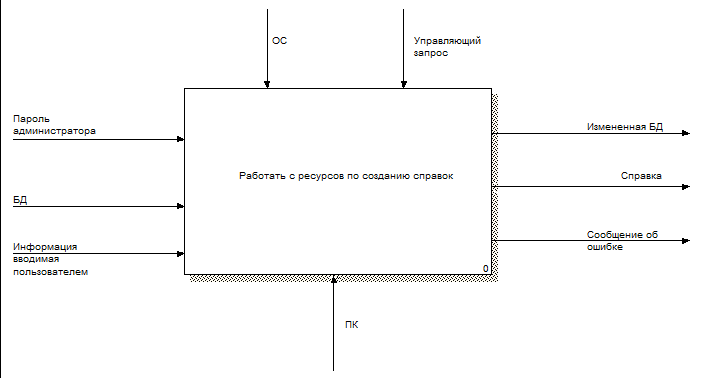 ОС
Управляющий
запрос
Пароль
администратора
Измененная БД
Работать с ресурсов по созданию справок
Справка
БД
Сообщение об
ошибке
Информация
вводимая
пользователем
0
ПК